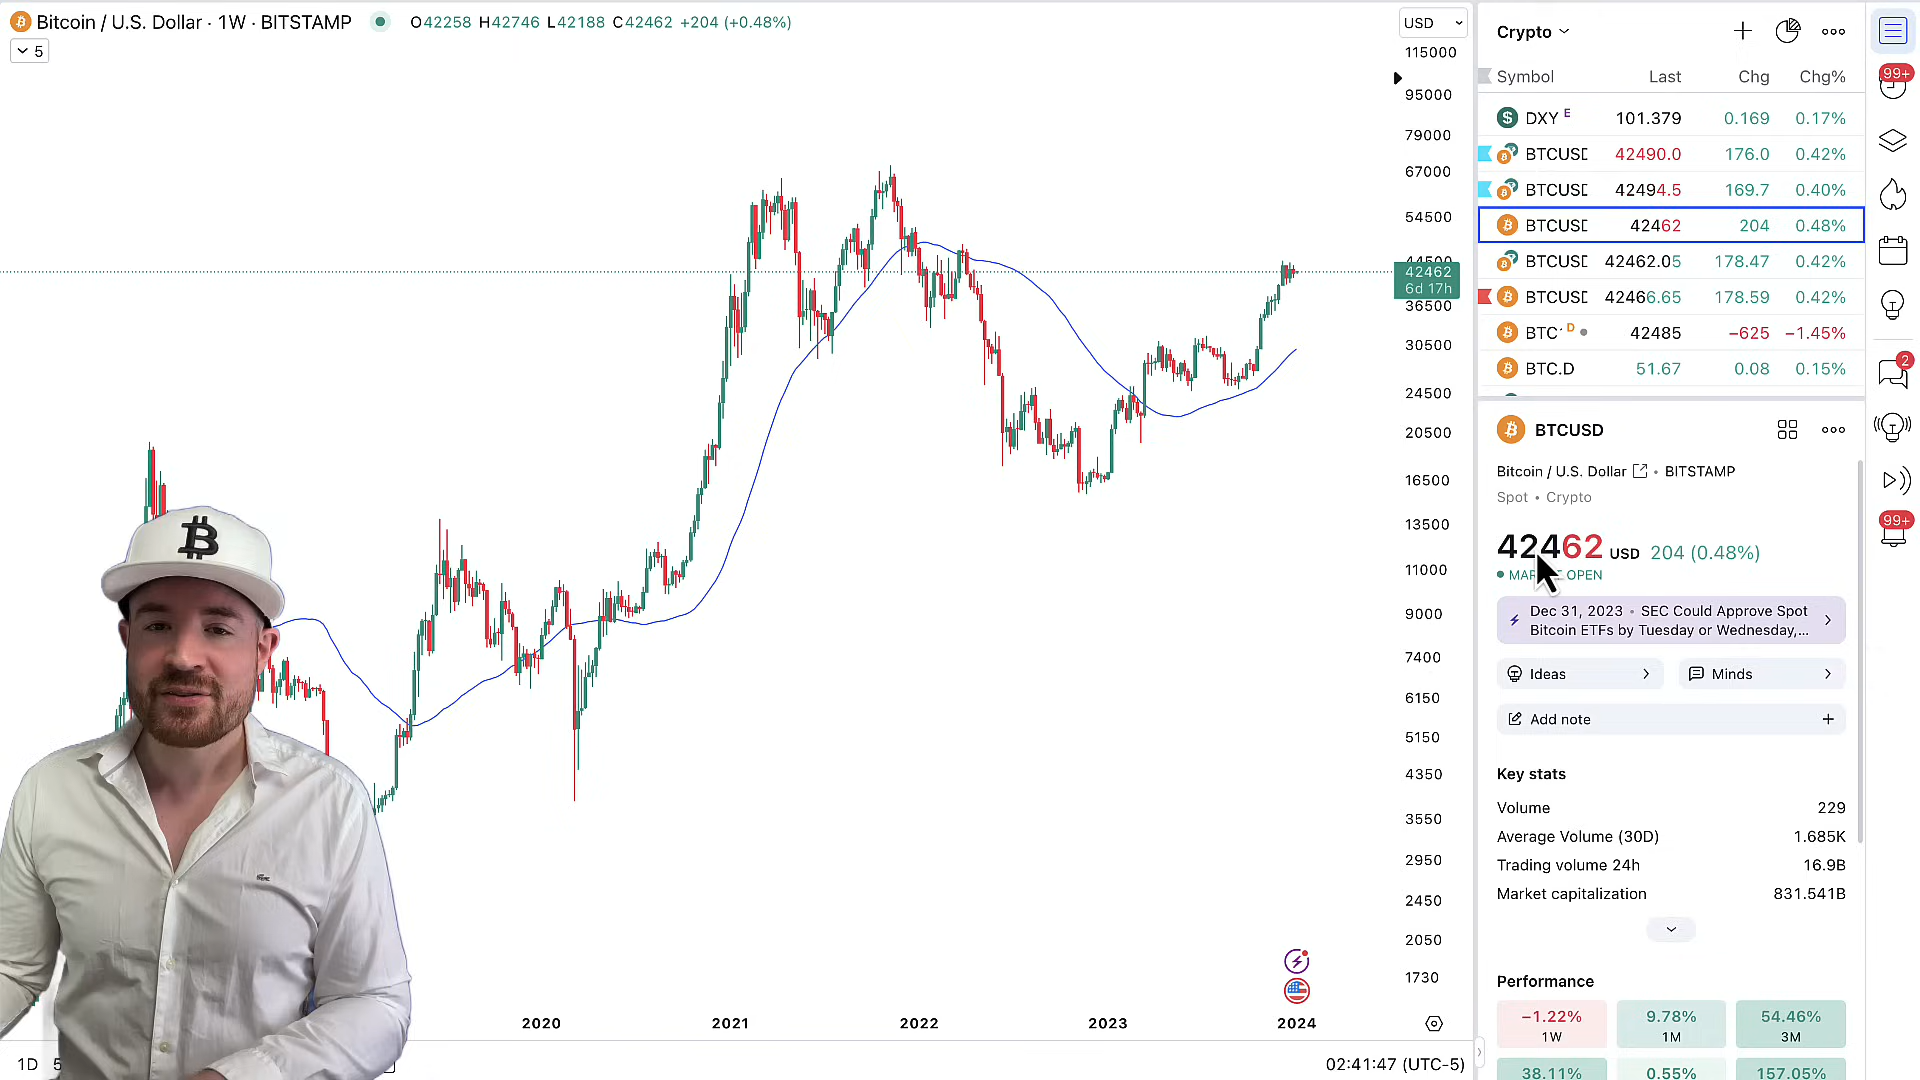 Bitcoin / U.S. Dollar · 1W · BITSTAMP O42258 H42746 L42188 C42462 +204 (+0.48%)
5
USD
115000
95000
79000
67000
54500
42462
6d 17h
36500
30500
24500
20500
16500
13500
11000
9000
7400
6150
5150
4350
3550
2950
2450
2050
1730
2020 2021 2022 2023 2024
1D
02:41:47 (UTC-5)
Crypto
Symbol Last Chg Chg%
DXY E 101.379 0.169 0.17%
BTCUSD 42490.0 176.0 0.42%
BTCUSD 42494.5 169.7 0.40%
BTCUSD 42462 204 0.48%
BTCUSD 42462.05 178.47 0.42%
BTCUSD 42466.65 178.59 0.42%
BTC D 42485 −625 −1.45%
BTC.D 51.67 0.08 0.15%
BTCUSD
Bitcoin / U.S. Dollar • BITSTAMP
Spot • Crypto
42462 USD 204 (0.48%)
OPEN
Dec 31, 2023 • SEC Could Approve Spot
Bitcoin ETFs by Tuesday or Wednesday,...
Ideas
Minds
Add note
Key stats
Volume 229
Average Volume (30D) 1.685K
Trading volume 24h 16.9B
Market capitalization 831.541B
Performance
−1.22% 9.78% 54.46%
1W 1M 3M
38.11% 0.55% 157.05%
99+
2
99+
B